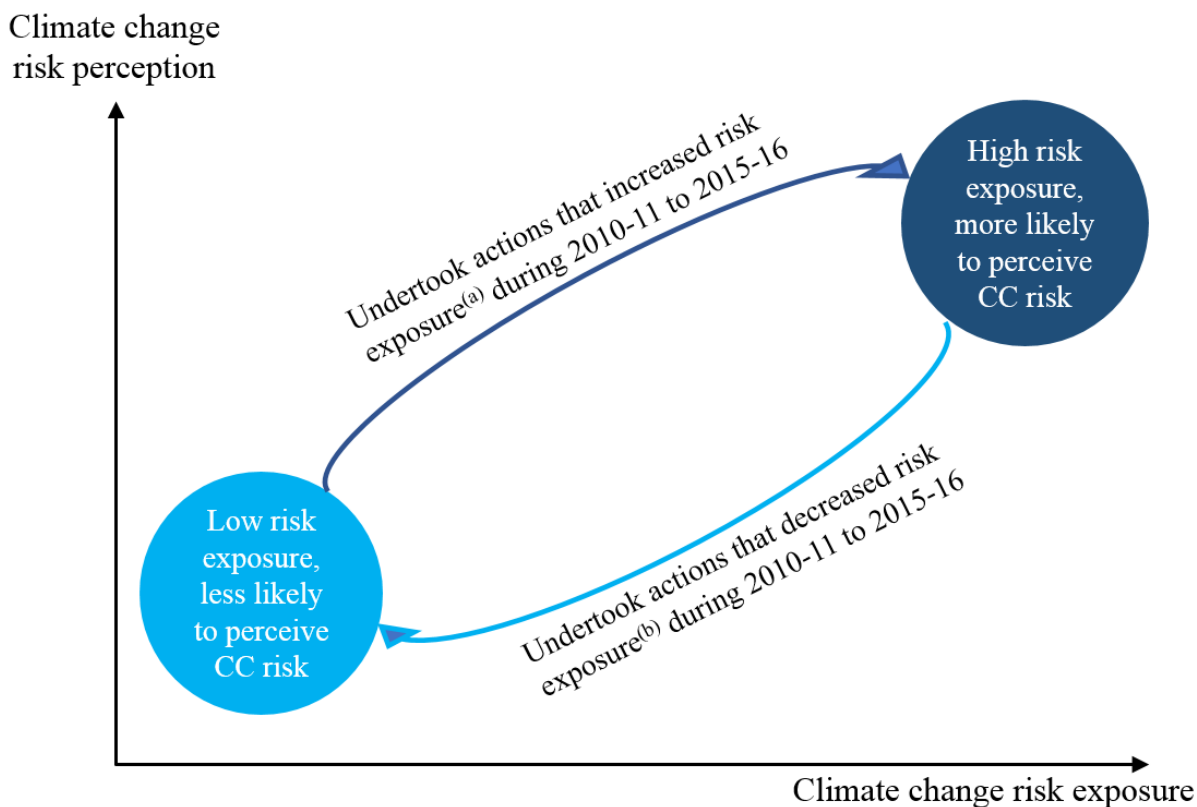 Climate change
risk perception
Undertook actions that increased risk
exposure(a) during 2010-11 to 2015-16
High risk
exposure,
more likely
to perceive
CC risk
Low risk
exposure,
less likely
to perceive
CC risk
Undertook actions that decreased risk
exposure(b) during 2010-11 to 2015-16
Climate change risk exposure